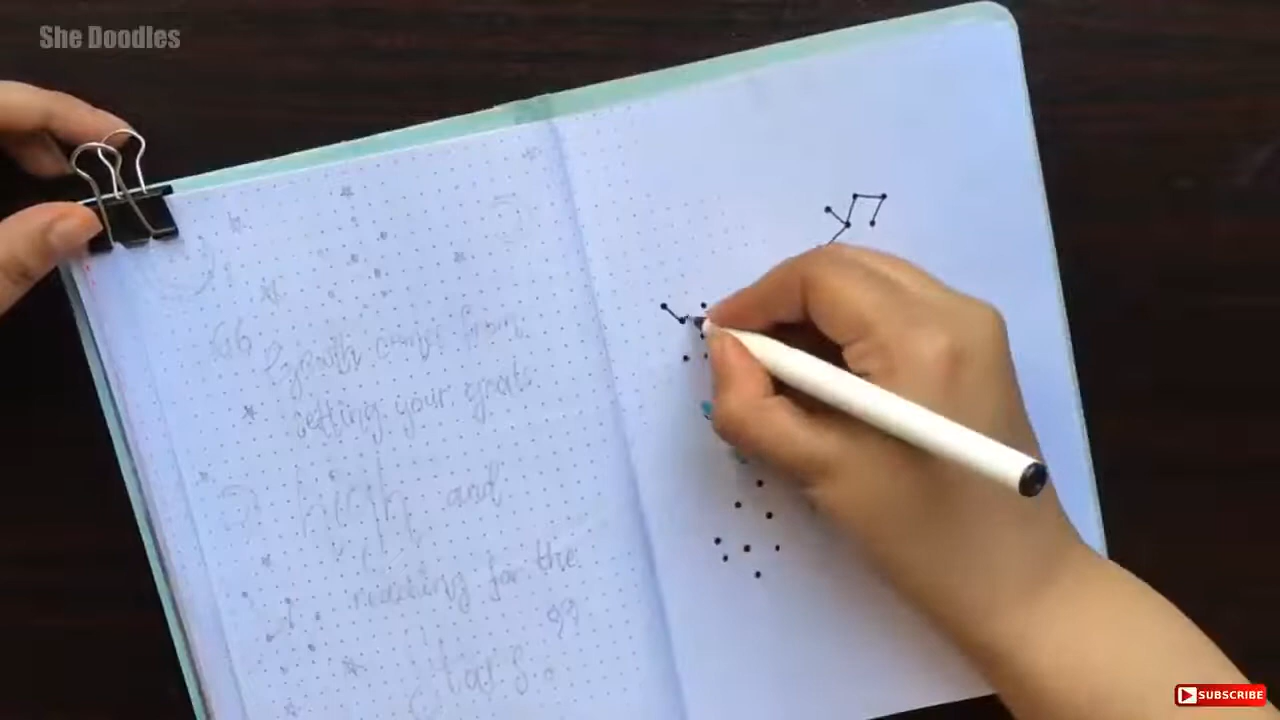 She Doodles
growth comes from
setting your goals
high and
reaching for the
stars.
SUBSCRIBE